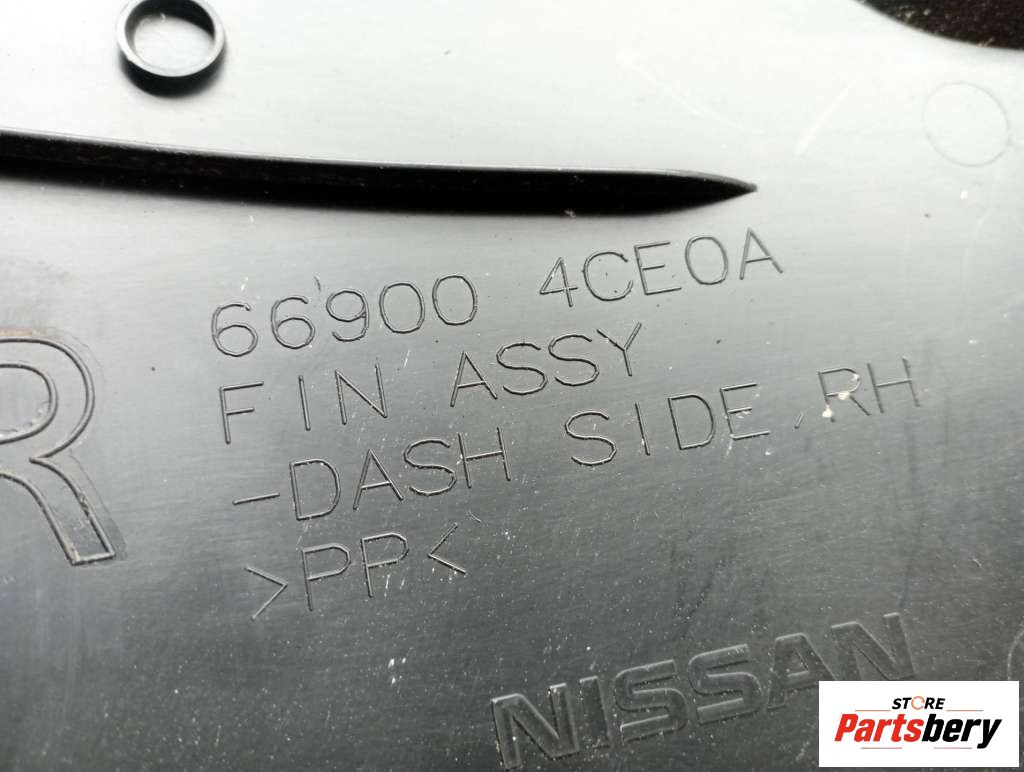 66900 4CE0A
FIN ASSY
-DASH SIDE,RH
>PP<
R
NISSAN
STORE
Partsbery